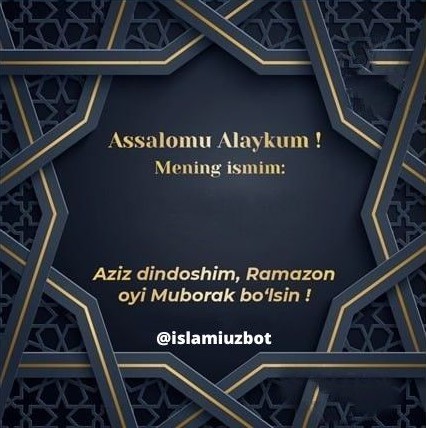 Assalomu Alaykum !
Mening ismim:
Aziz dindoshim, Ramazon
oyi Muborak bo‘lsin !
@islamiuzbot